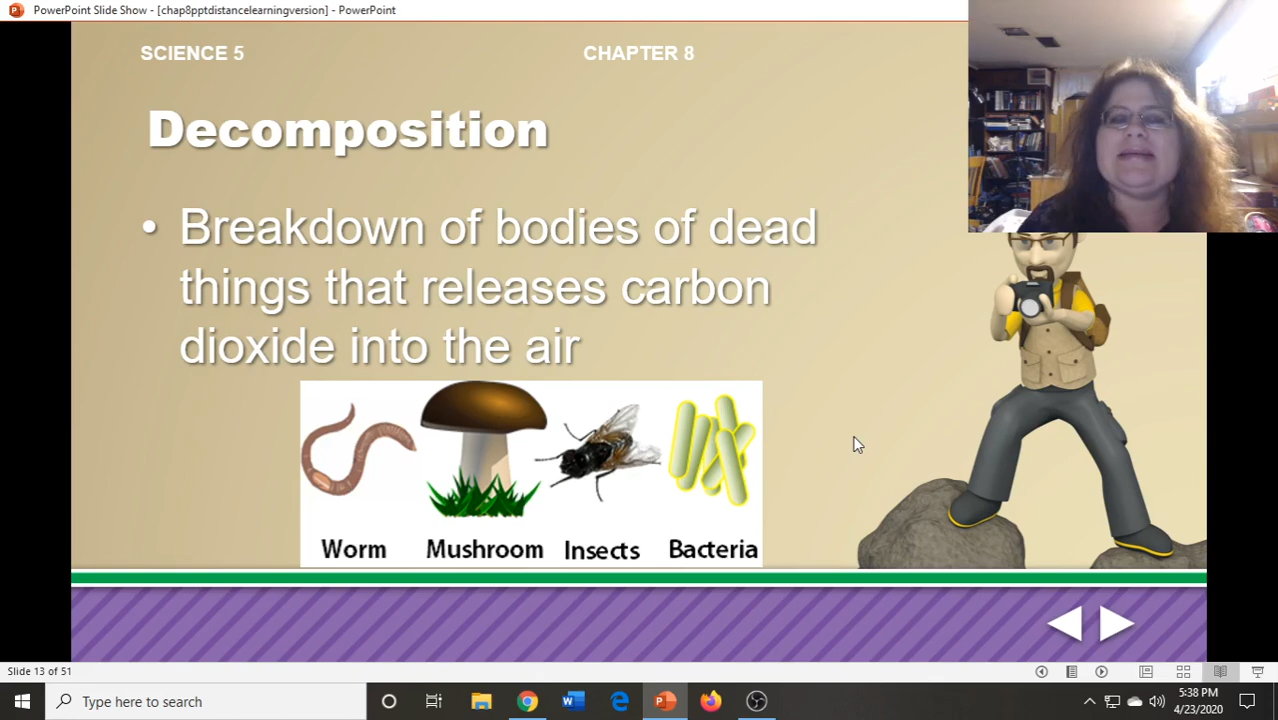 PowerPoint Slide Show - [chap8pptdistancelearningversion] - PowerPoint
SCIENCE 5
CHAPTER 8
Decomposition
• Breakdown of bodies of dead
things that releases carbon
dioxide into the air
Worm Mushroom Insects Bacteria
Slide 13 of 51
Type here to search
5:38 PM
4/23/2020